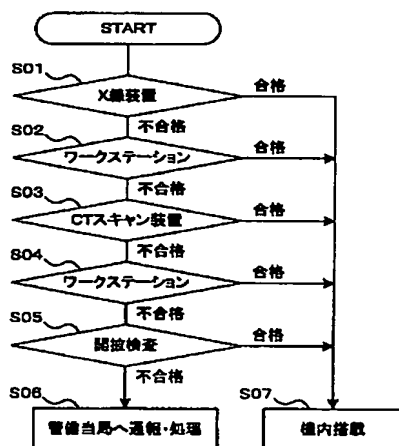 START
S01
X線装置
合格
不合格
S02
ワークステーション
合格
不合格
S03
CTスキャン装置
合格
不合格
S04
ワークステーション
合格
不合格
S05
開披検査
合格
不合格
S06
警備当局へ通報・処理
S07
機内搭載